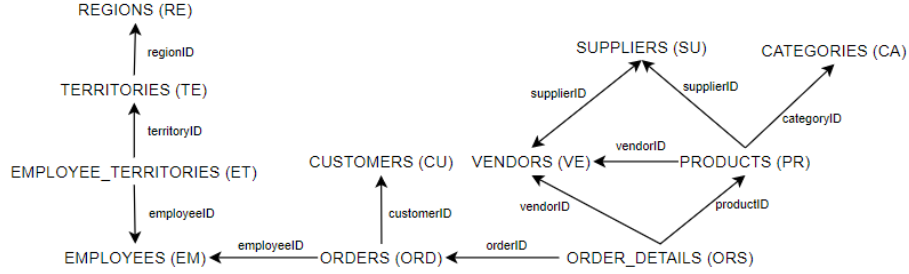 REGIONS (RE)
regionID
SUPPLIERS (SU)
CATEGORIES (CA)
TERRITORIES (TE)
supplierID
supplierID
categoryID
territoryID
EMPLOYEE_TERRITORIES (ET)
CUSTOMERS (CU)
VENDORS (VE)
vendorID
PRODUCTS (PR)
employeeID
customerID
vendorID
productID
EMPLOYEES (EM)
employeeID
ORDERS (ORD)
orderID
ORDER_DETAILS (ORS)